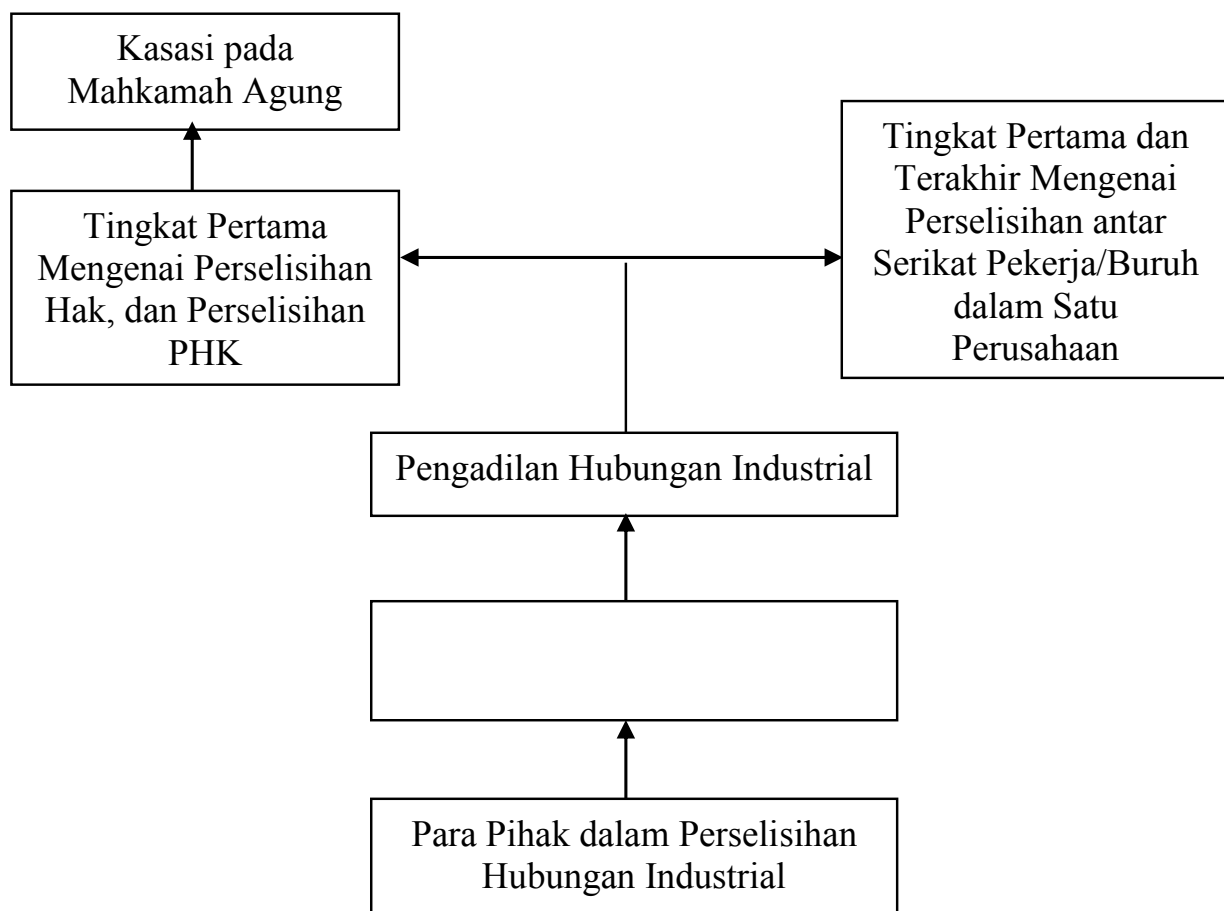 Kasasi pada
Mahkamah Agung
Tingkat Pertama
Mengenai Perselisihan
Hak, dan Perselisihan
PHK
Tingkat Pertama dan
Terakhir Mengenai
Perselisihan antar
Serikat Pekerja/Buruh
dalam Satu
Perusahaan
Pengadilan Hubungan Industrial
Para Pihak dalam Perselisihan
Hubungan Industrial